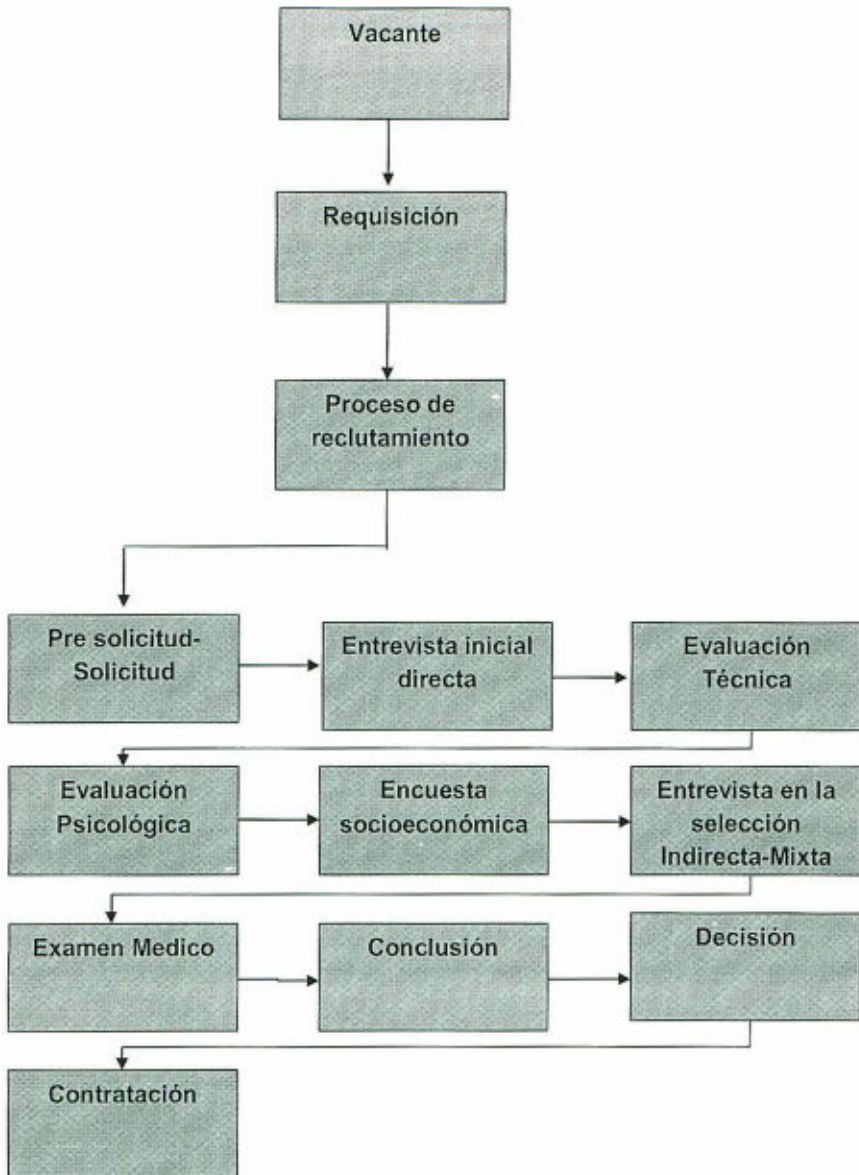 Vacante
Requisición
Proceso de
reclutamiento
Pre solicitud-
Solicitud
Entrevista inicial
directa
Evaluación
Técnica
Evaluación
Psicológica
Encuesta
socioeconómica
Entrevista en la
selección
Indirecta-Mixta
Examen Medico
Conclusión
Decisión
Contratación